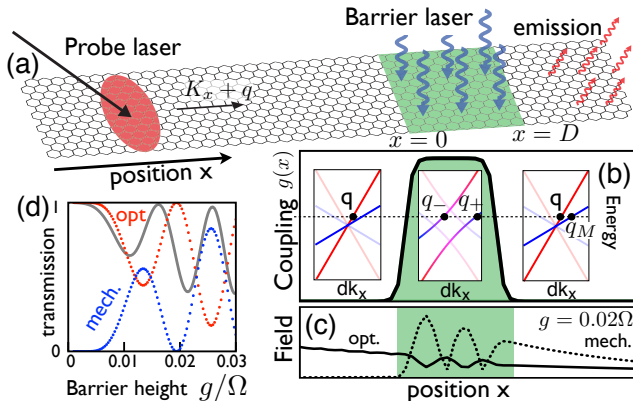 Barrier laser
emission
Probe laser
(a)
K_x + q
x = 0
x = D
position x
(b)
Coupling g(x)
q
q_- q_+
q
q_M
Energy
dk_x
dk_x
dk_x
(d)
transmission
1
0
opt
mech.
0 0.01 0.02 0.03
Barrier height g/Ω
(c)
Field
opt.
g = 0.02Ω
mech.
position x